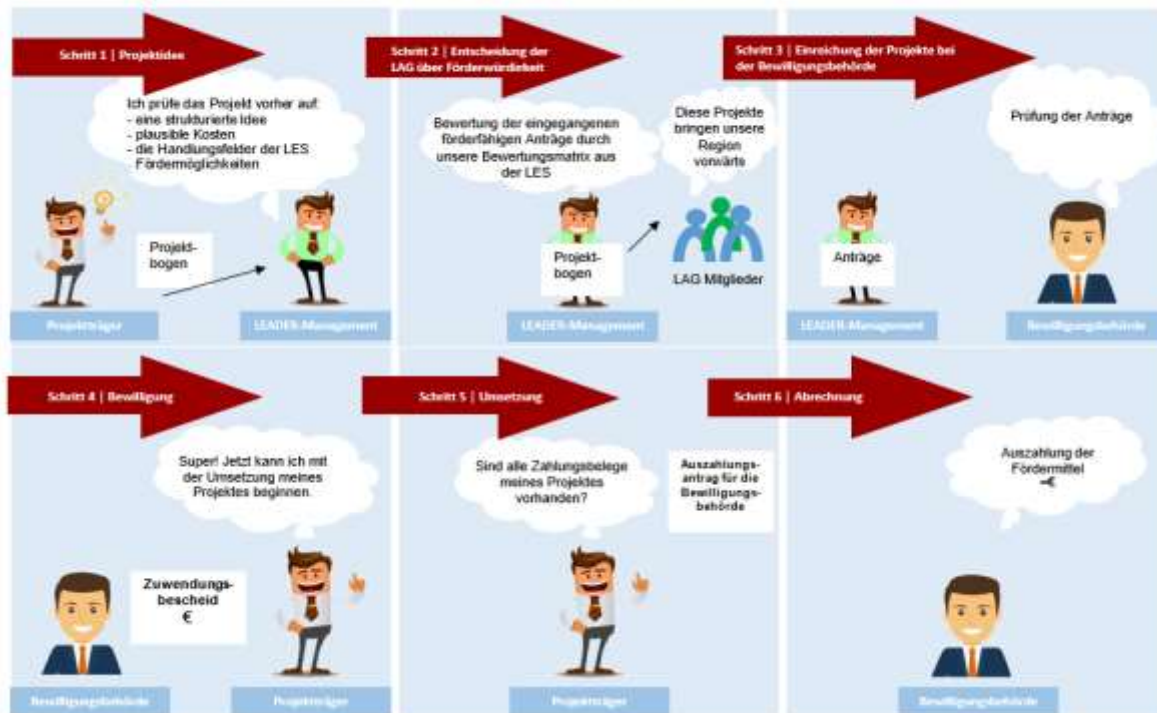 Schritt 1 | Projektidee
Ich prüfe das Projekt vorher auf:
- eine strukturierte Idee
- plausible Kosten
- die Handlungsfelder der LES
Fördermöglichkeiten
Projekt-
bogen
Projektträger
LEADER-Management
Schritt 2 | Entscheidung der
LAG über Förderwürdigkeit
Bewertung der eingegangenen
förderfähigen Anträge durch
unsere Bewertungsmatrix aus
der LES
Diese Projekte
bringen unsere
Region
vorwärts
Projekt-
bogen
LAG Mitglieder
LEADER-Management
Schritt 3 | Einreichung der Projekte bei
der Bewilligungsbehörde
Prüfung der Anträge
Anträge
LEADER-Management
Bewilligungsbehörde
Schritt 4 | Bewilligung
Super! Jetzt kann ich mit
der Umsetzung meines
Projektes beginnen.
Zuwendungs-
bescheid
€
Bewilligungsbehörde
Projektträger
Schritt 5 | Umsetzung
Sind alle Zahlungsbelege
meines Projektes
vorhanden?
Auszahlungs-
antrag für die
Bewilligungs-
behörde
Projektträger
Schritt 6 | Abrechnung
Auszahlung der
Fördermittel
=€
Bewilligungsbehörde